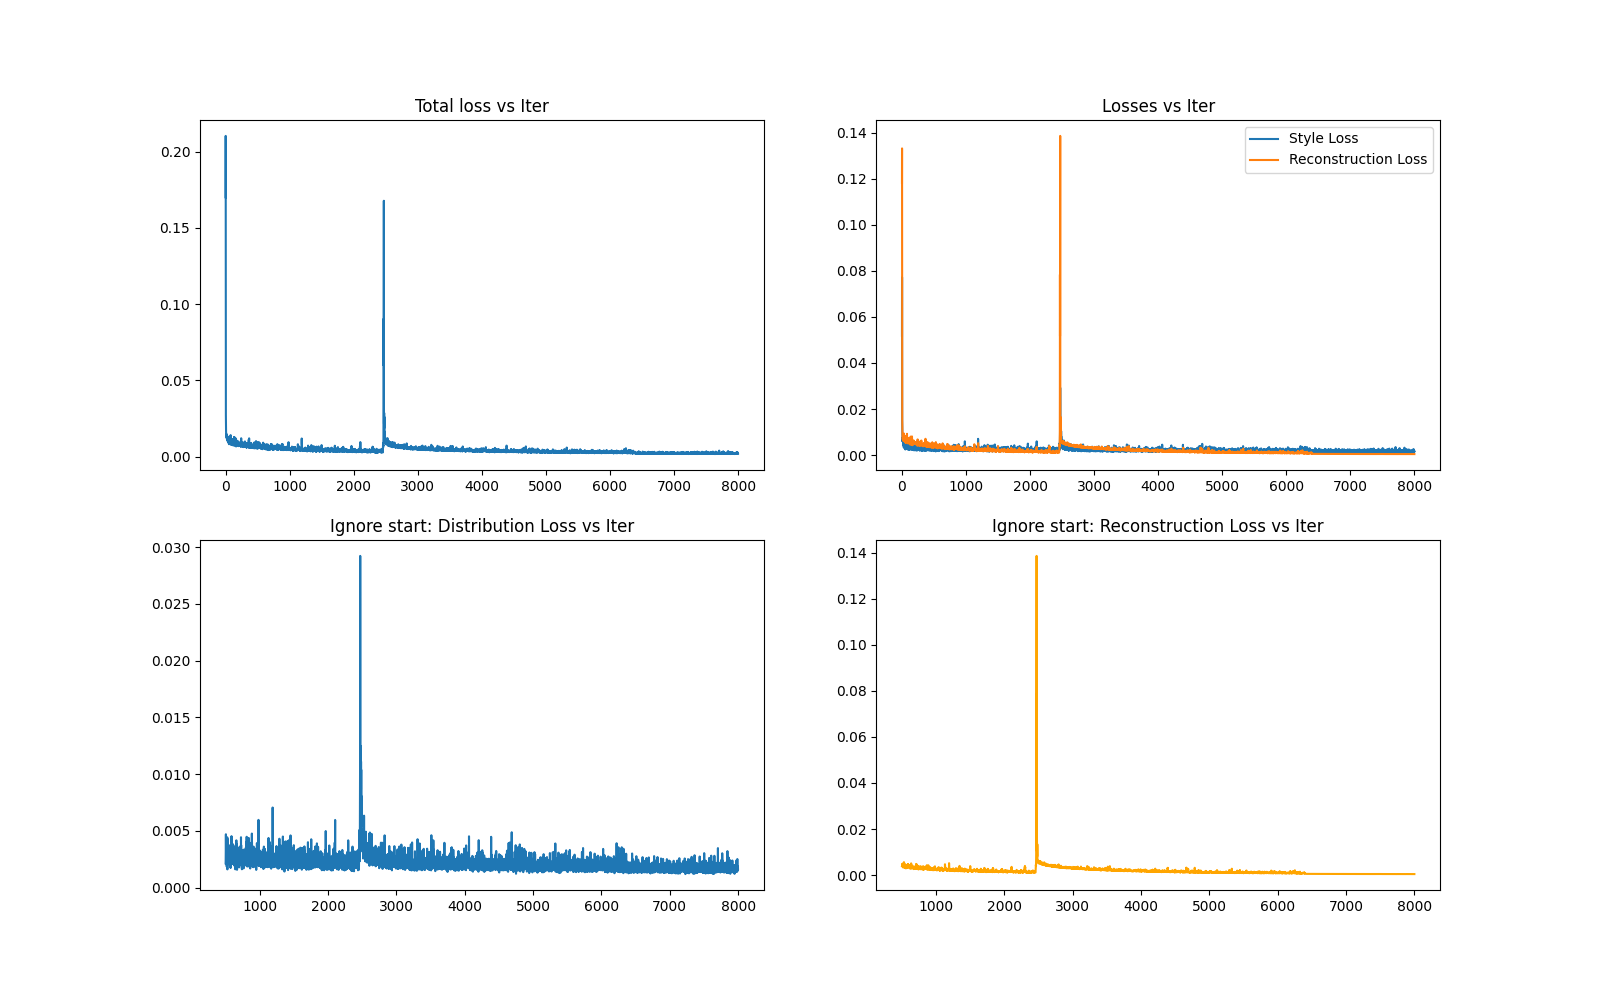 Total loss vs Iter
0.20
0.15
0.10
0.05
0.00
0 1000 2000 3000 4000 5000 6000 7000 8000
Losses vs Iter
Style Loss
Reconstruction Loss
0.14
0.12
0.10
0.08
0.06
0.04
0.02
0.00
0 1000 2000 3000 4000 5000 6000 7000 8000
Ignore start: Distribution Loss vs Iter
0.030
0.025
0.020
0.015
0.010
0.005
0.000
1000 2000 3000 4000 5000 6000 7000 8000
Ignore start: Reconstruction Loss vs Iter
0.14
0.12
0.10
0.08
0.06
0.04
0.02
0.00
1000 2000 3000 4000 5000 6000 7000 8000